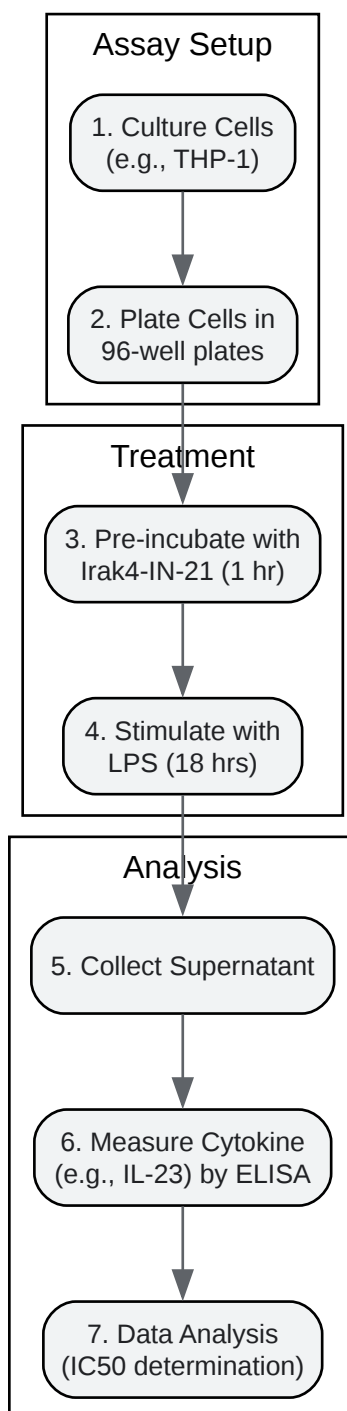 Assay Setup
1. Culture Cells
(e.g., THP-1)
2. Plate Cells in
96-well plates
Treatment
3. Pre-incubate with
Irak4-IN-21 (1 hr)
4. Stimulate with
LPS (18 hrs)
Analysis
5. Collect Supernatant
6. Measure Cytokine
(e.g., IL-23) by ELISA
7. Data Analysis
(IC50 determination)